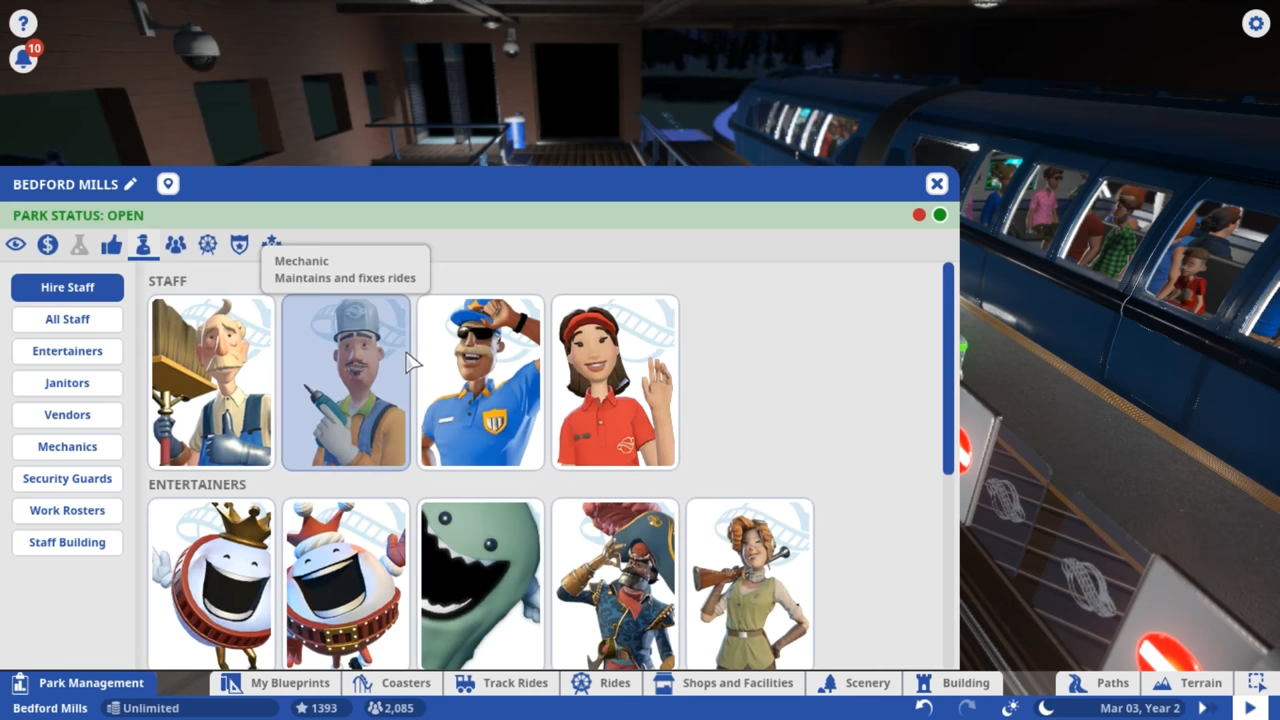 ?
10
BEDFORD MILLS
PARK STATUS: OPEN
$
Mechanic
Maintains and fixes rides
Hire Staff
All Staff
Entertainers
Janitors
Vendors
Mechanics
Security Guards
Work Rosters
Staff Building
STAFF
ENTERTAINERS
Park Management
My Blueprints
Coasters
Track Rides
Rides
Shops and Facilities
Scenery
Building
Paths
Terrain
Bedford Mills
Unlimited
1393
2,085
Mar 03, Year 2